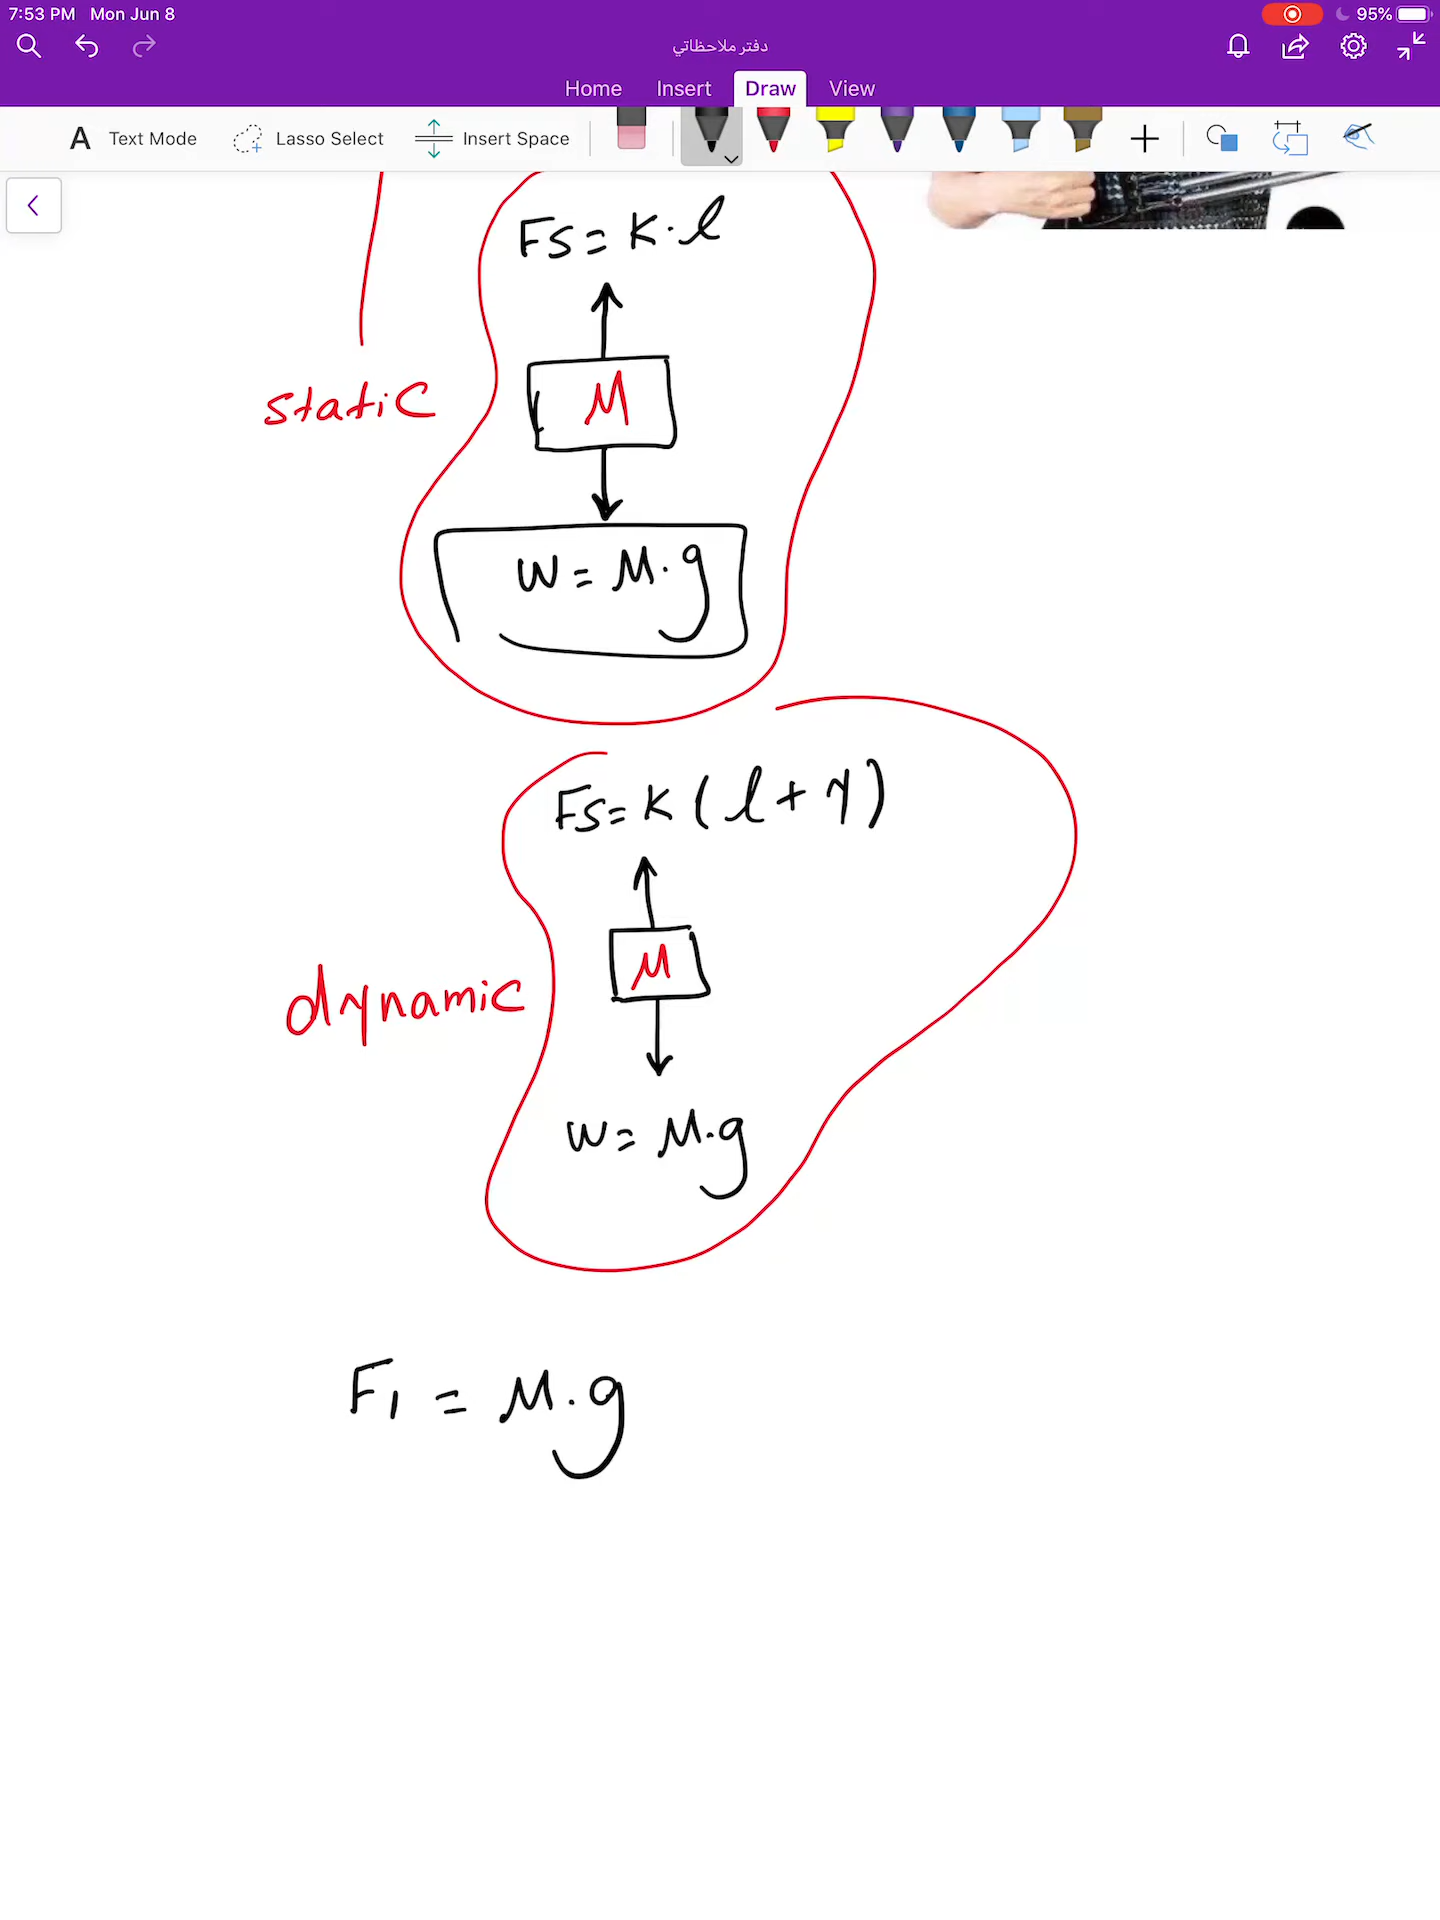 7:53 PM Mon Jun 8 95%
دفتر ملاحظاتي
Home Insert Draw View
A Text Mode Lasso Select Insert Space
Fs = K · l
M
static
W = M · g
Fs = K ( l + y )
M
dynamic
W = M · g
F1 = M · g